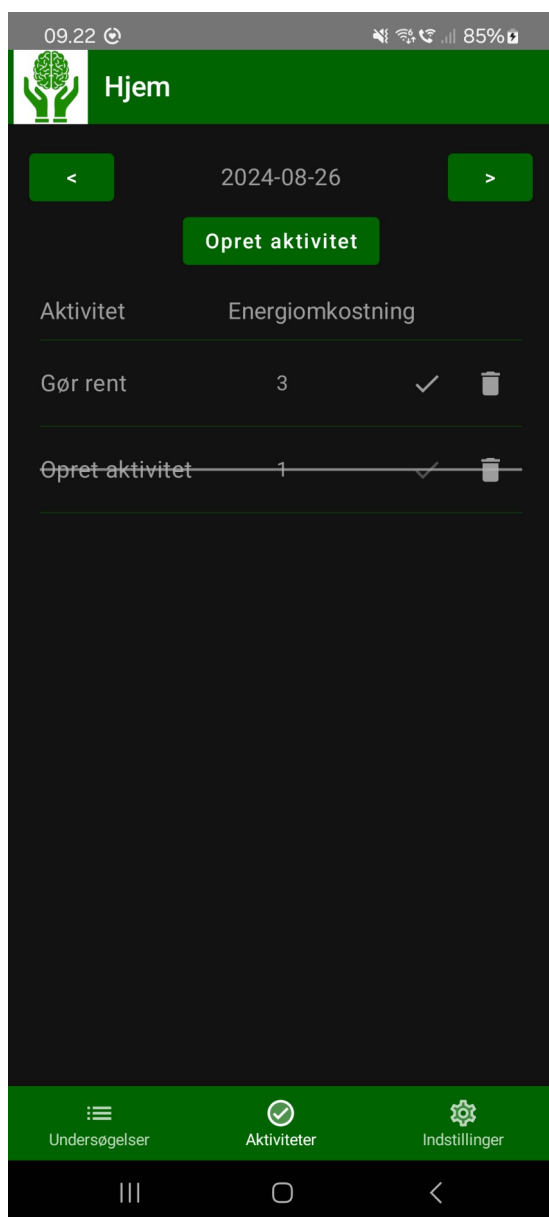 09.22 85%
Hjem
< 2024-08-26 >
Opret aktivitet
Aktivitet Energiomkostning
Gør rent 3
Opret aktivitet 1
Undersøgelser Aktiviteter Indstillinger